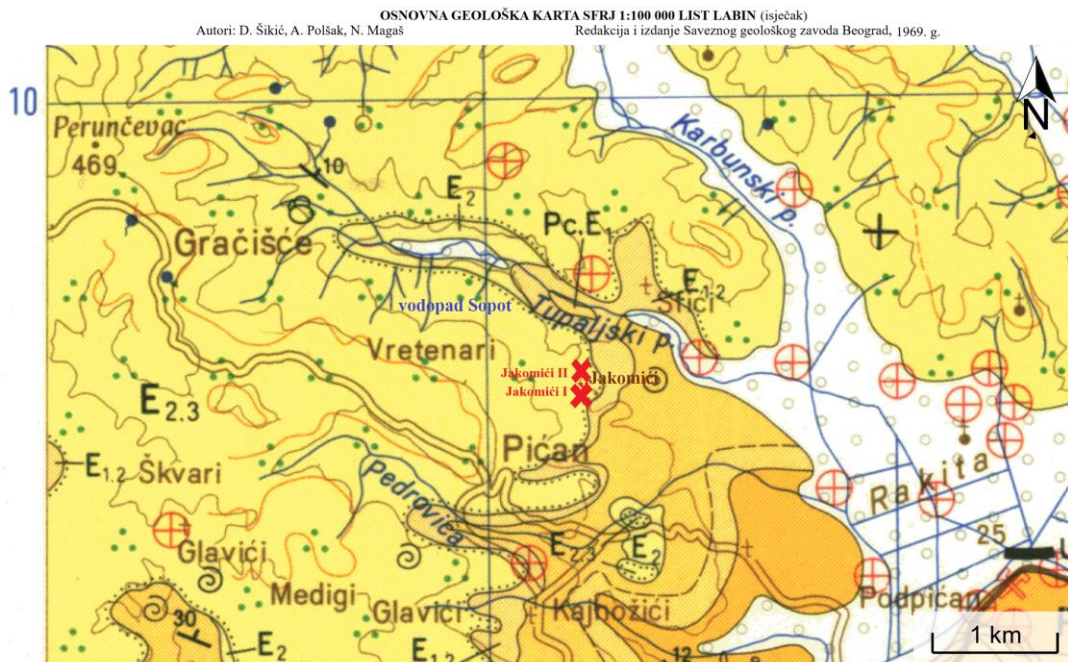 OSNOVNA GEOLOŠKA KARTA SFRJ 1:100 000 LIST LABIN (isječak)
Autori: D. Šikić, A. Polšak, N. Magaš Redakcija i izdanje Saveznog geološkog zavoda Beograd, 1969. g.
10
N
Perunčevac
469
10
E2
Karbunski p.
Gračišće
Pc,E1
E1,2
Šfići
vodopad Sopot
Tupaljski p.
Vretenari
Jakomići II
Jakomići
Jakomići I
E2,3
Pićan
E1,2
Škvari
Pedrovica
Rakita
25
Glavići
E2,3
E2
Medigi
Glavići
Kajhožići
Podpićan
30
E2
E1,2
12
1 km